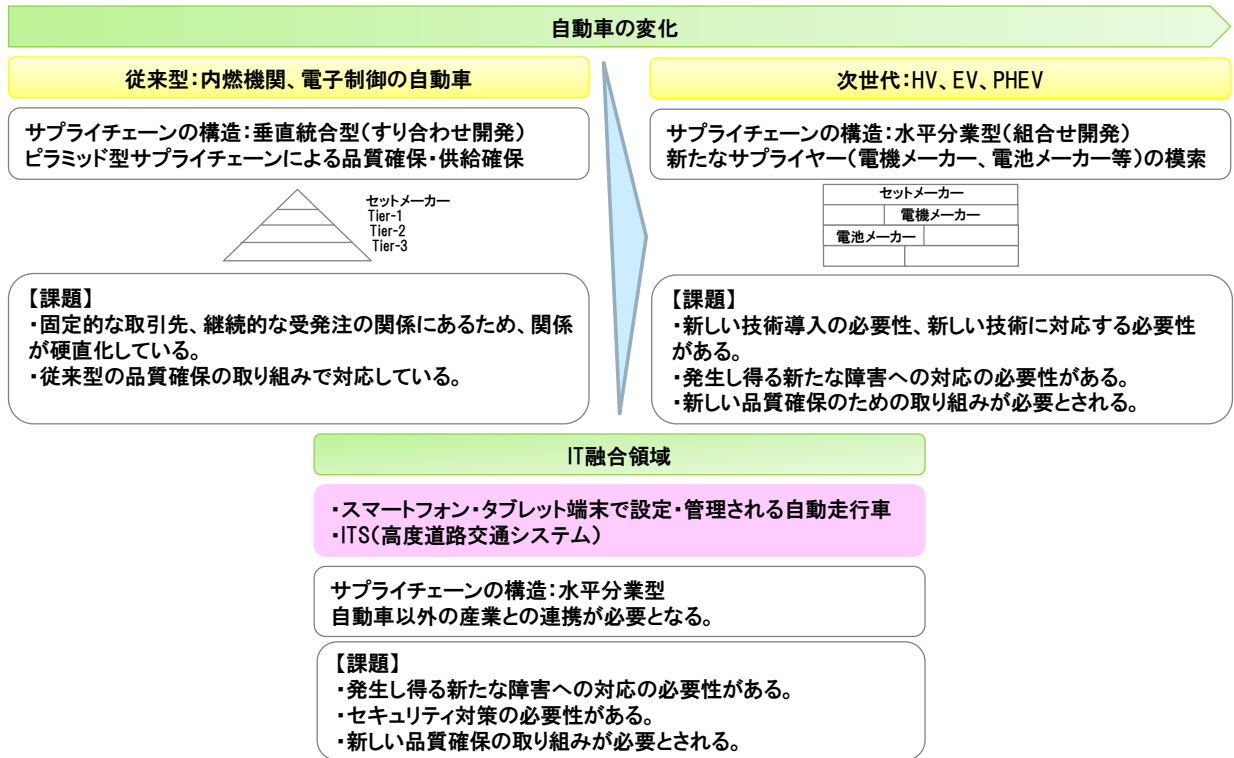 自動車の変化
従来型:内燃機関、電子制御の自動車
サプライチェーンの構造:垂直統合型(すり合わせ開発)
ピラミッド型サプライチェーンによる品質確保・供給確保
セットメーカー
Tier-1
Tier-2
Tier-3
【課題】
・固定的な取引先、継続的な受発注の関係にあるため、関係
が硬直化している。
・従来型の品質確保の取り組みで対応している。
次世代:HV、EV、PHEV
サプライチェーンの構造:水平分業型(組合せ開発)
新たなサプライヤー(電機メーカー、電池メーカー等)の模索
セットメーカー
電機メーカー
電池メーカー
【課題】
・新しい技術導入の必要性、新しい技術に対応する必要性
がある。
・発生し得る新たな障害への対応の必要性がある。
・新しい品質確保のための取り組みが必要とされる。
IT融合領域
・スマートフォン・タブレット端末で設定・管理される自動走行車
・ITS(高度道路交通システム)
サプライチェーンの構造:水平分業型
自動車以外の産業との連携が必要となる。
【課題】
・発生し得る新たな障害への対応の必要性がある。
・セキュリティ対策の必要性がある。
・新しい品質確保の取り組みが必要とされる。